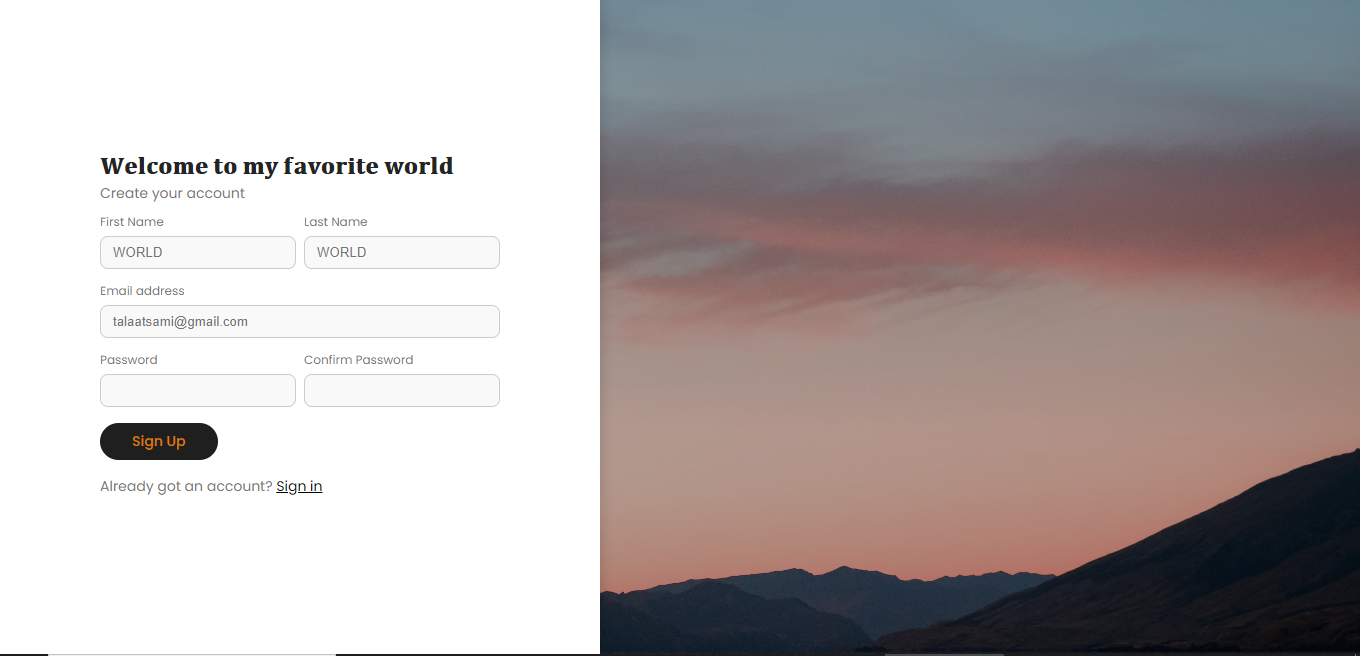 Welcome to my favorite world
Create your account
First Name Last Name
WORLD WORLD
Email address
talaatsami@gmail.com
Password Confirm Password
Sign Up
Already got an account? Sign in